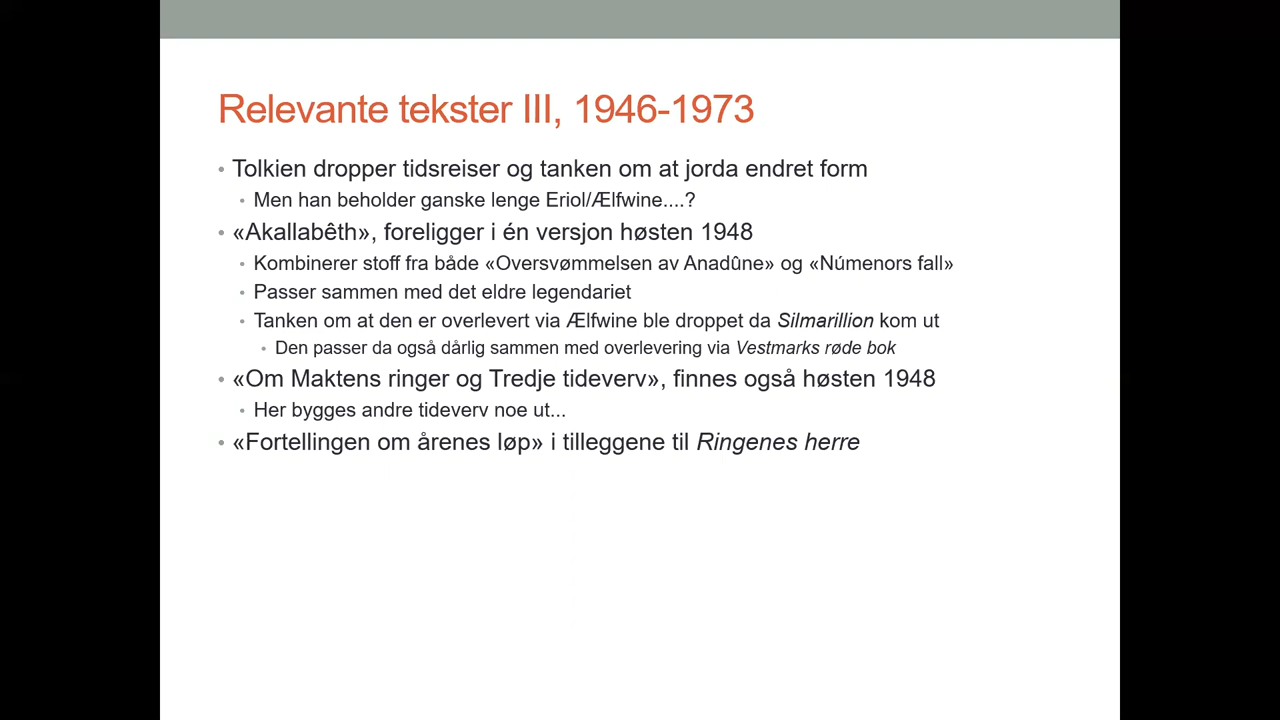 Relevante tekster III, 1946-1973
• Tolkien dropper tidsreiser og tanken om at jorda endret form
• Men han beholder ganske lenge Eriol/Ælfwine....?
• «Akallabêth», foreligger i én versjon høsten 1948
• Kombinerer stoff fra både «Oversvømmelsen av Anadûne» og «Númenors fall»
• Passer sammen med det eldre legendariet
• Tanken om at den er overlevert via Ælfwine ble droppet da Silmarillion kom ut
• Den passer da også dårlig sammen med overlevering via Vestmarks røde bok
• «Om Maktens ringer og Tredje tideverv», finnes også høsten 1948
• Her bygges andre tideverv noe ut...
• «Fortellingen om årenes løp» i tilleggene til Ringenes herre